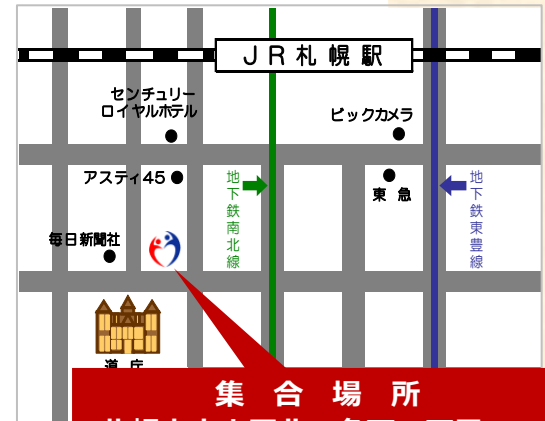 JR札幌駅
センチュリー
ロイヤルホテル
ビックカメラ
アスティ45
地下鉄南北線
東急
地下鉄東豊線
毎日新聞社
道庁
集合場所